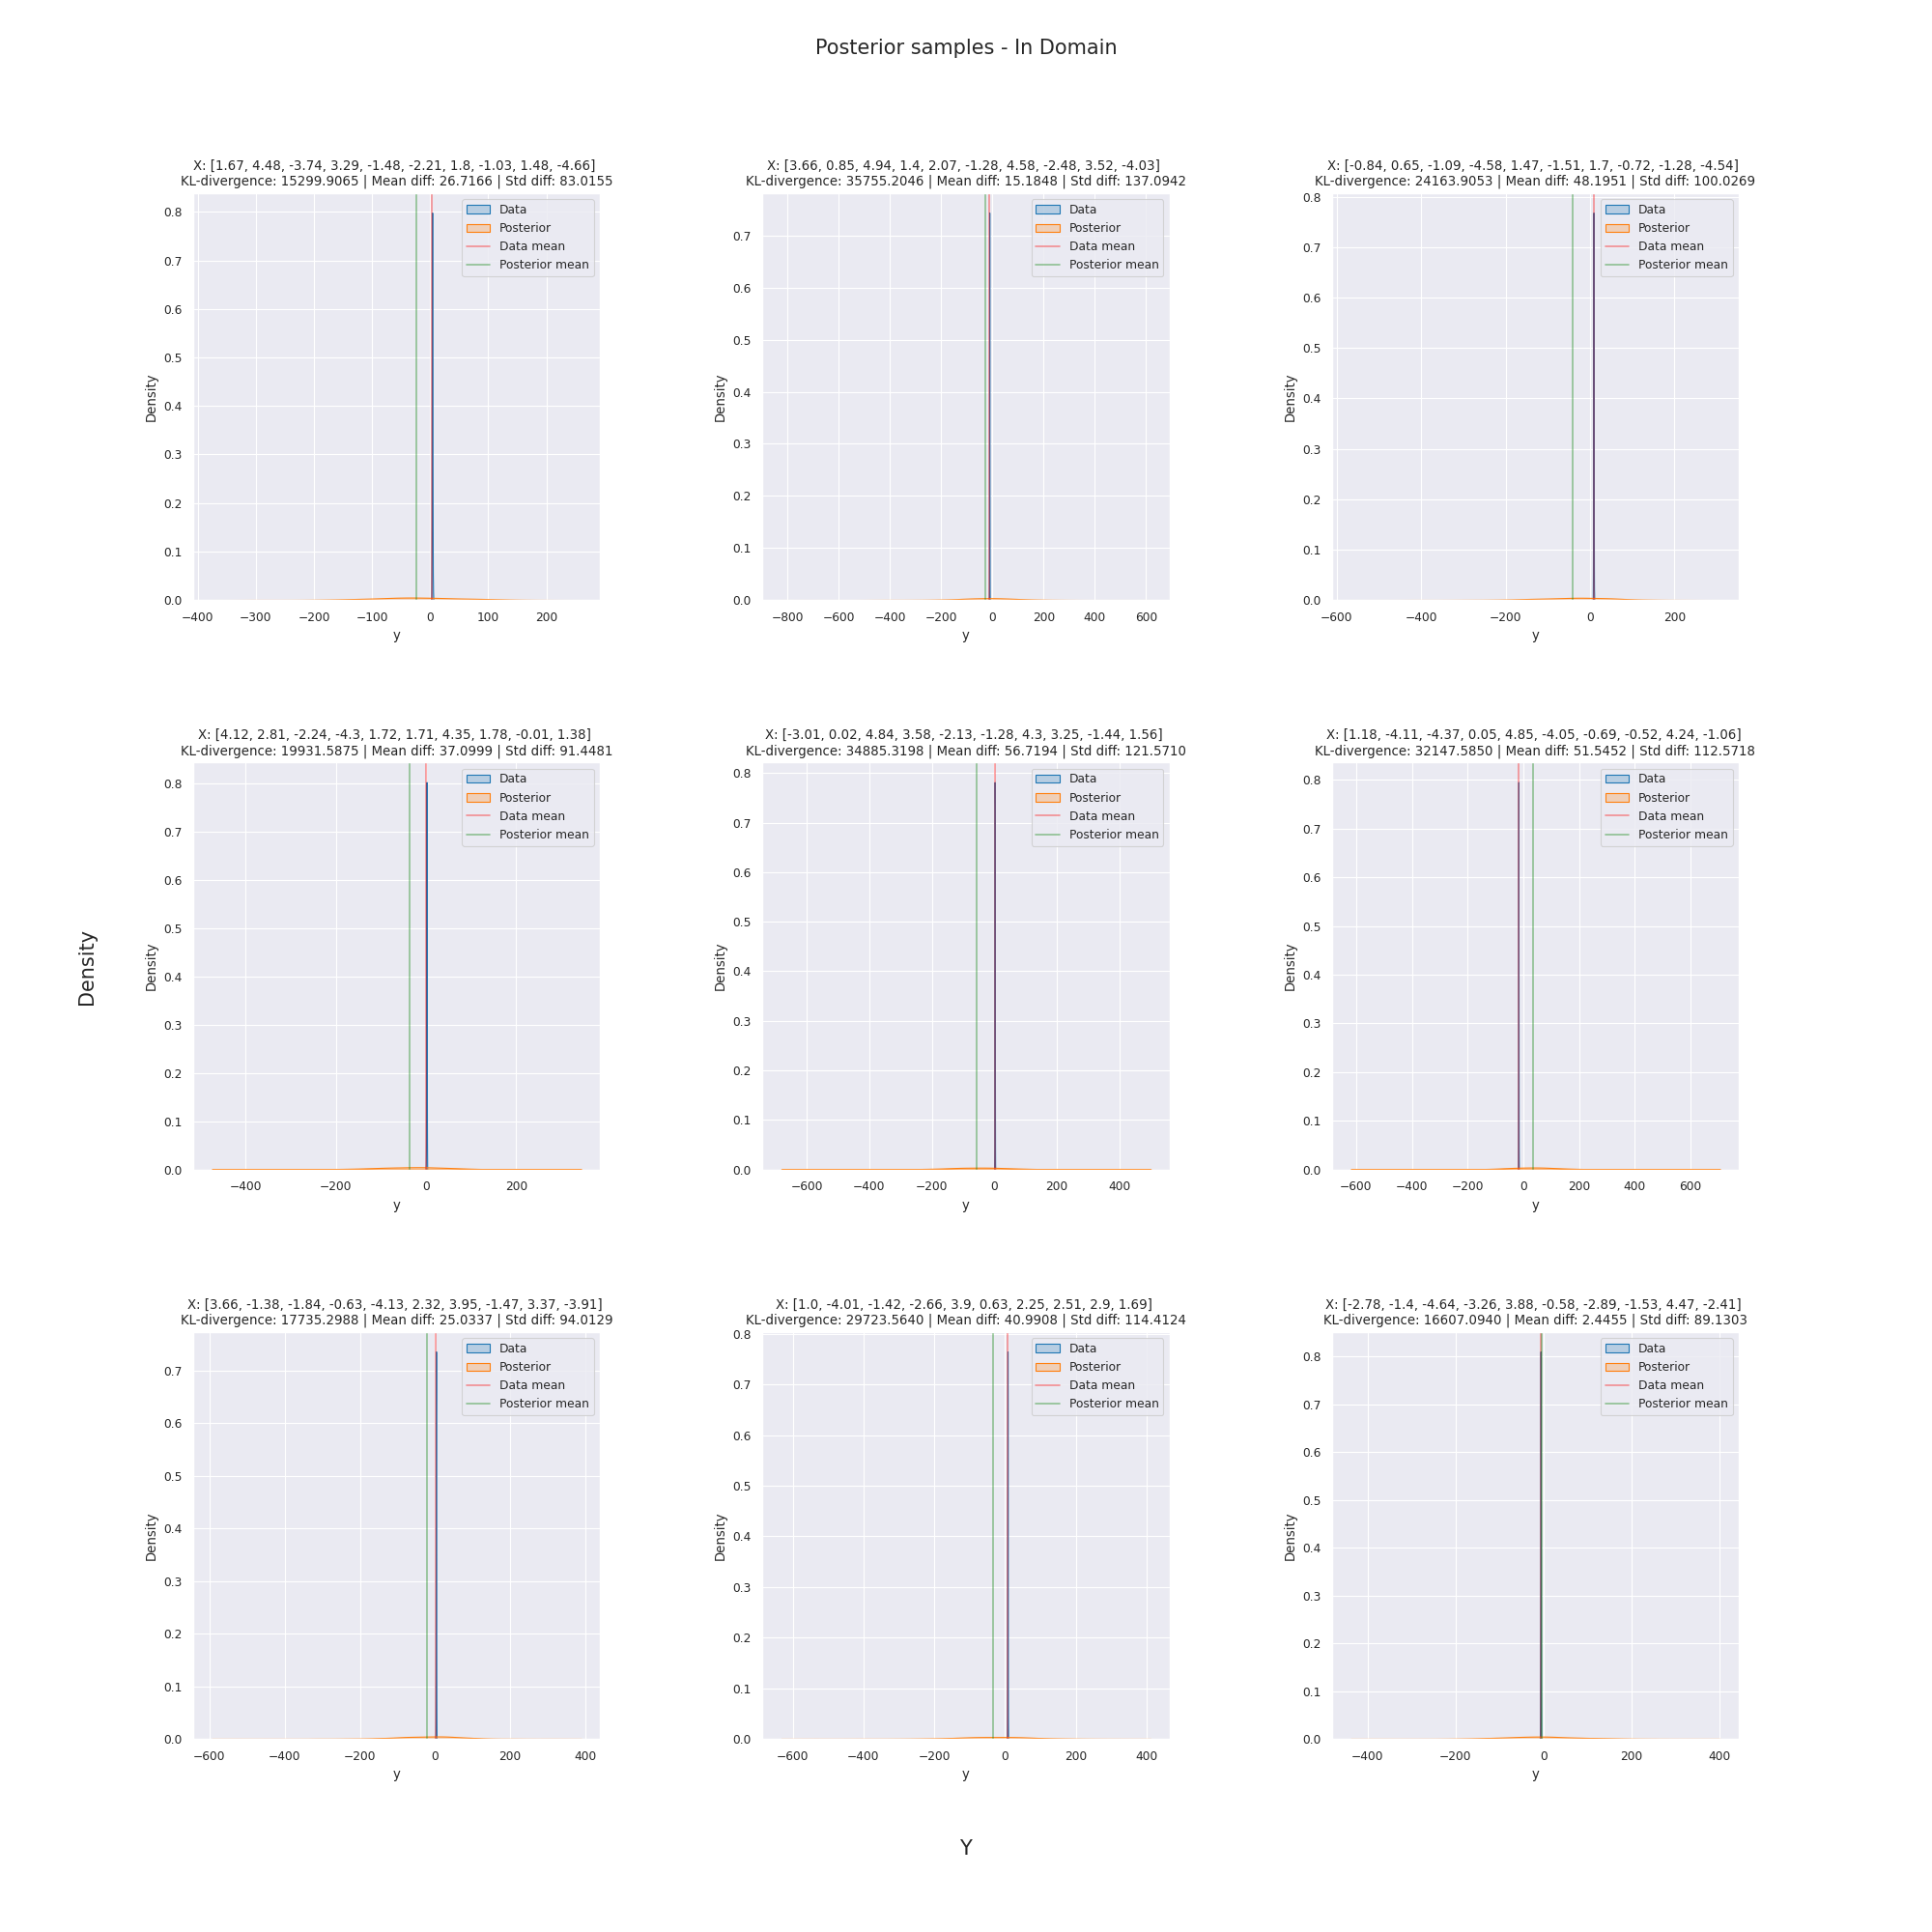 Posterior samples - In Domain
X: [1.67, 4.48, -3.74, 3.29, -1.48, -2.21, 1.8, -1.03, 1.48, -4.66]
KL-divergence: 15299.9065 | Mean diff: 26.7166 | Std diff: 83.0155
Data
Posterior
Data mean
Posterior mean
0.8
0.7
0.6
0.5
0.4
0.3
0.2
0.1
0.0
Density
−400 −300 −200 −100 0 100 200
y
X: [3.66, 0.85, 4.94, 1.4, 2.07, -1.28, 4.58, -2.48, 3.52, -4.03]
KL-divergence: 35755.2046 | Mean diff: 15.1848 | Std diff: 137.0942
Data
Posterior
Data mean
Posterior mean
0.7
0.6
0.5
0.4
0.3
0.2
0.1
0.0
Density
−800 −600 −400 −200 0 200 400 600
y
X: [-0.84, 0.65, -1.09, -4.58, 1.47, -1.51, 1.7, -0.72, -1.28, -4.54]
KL-divergence: 24163.9053 | Mean diff: 48.1951 | Std diff: 100.0269
Data
Posterior
Data mean
Posterior mean
0.8
0.7
0.6
0.5
0.4
0.3
0.2
0.1
0.0
Density
−600 −400 −200 0 200
y
X: [4.12, 2.81, -2.24, -4.3, 1.72, 1.71, 4.35, 1.78, -0.01, 1.38]
KL-divergence: 19931.5875 | Mean diff: 37.0999 | Std diff: 91.4481
Data
Posterior
Data mean
Posterior mean
0.8
0.7
0.6
0.5
0.4
0.3
0.2
0.1
0.0
Density
−400 −200 0 200
y
X: [-3.01, 0.02, 4.84, 3.58, -2.13, -1.28, 4.3, 3.25, -1.44, 1.56]
KL-divergence: 34885.3198 | Mean diff: 56.7194 | Std diff: 121.5710
Data
Posterior
Data mean
Posterior mean
0.8
0.7
0.6
0.5
0.4
0.3
0.2
0.1
0.0
Density
−600 −400 −200 0 200 400
y
X: [1.18, -4.11, -4.37, 0.05, 4.85, -4.05, -0.69, -0.52, 4.24, -1.06]
KL-divergence: 32147.5850 | Mean diff: 51.5452 | Std diff: 112.5718
Data
Posterior
Data mean
Posterior mean
0.8
0.7
0.6
0.5
0.4
0.3
0.2
0.1
0.0
Density
−600 −400 −200 0 200 400 600
y
X: [3.66, -1.38, -1.84, -0.63, -4.13, 2.32, 3.95, -1.47, 3.37, -3.91]
KL-divergence: 17735.2988 | Mean diff: 25.0337 | Std diff: 94.0129
Data
Posterior
Data mean
Posterior mean
0.7
0.6
0.5
0.4
0.3
0.2
0.1
0.0
Density
−600 −400 −200 0 200 400
y
X: [1.0, -4.01, -1.42, -2.66, 3.9, 0.63, 2.25, 2.51, 2.9, 1.69]
KL-divergence: 29723.5640 | Mean diff: 40.9908 | Std diff: 114.4124
Data
Posterior
Data mean
Posterior mean
0.8
0.7
0.6
0.5
0.4
0.3
0.2
0.1
0.0
Density
−600 −400 −200 0 200 400
y
X: [-2.78, -1.4, -4.64, -3.26, 3.88, -0.58, -2.89, -1.53, 4.47, -2.41]
KL-divergence: 16607.0940 | Mean diff: 2.4455 | Std diff: 89.1303
Data
Posterior
Data mean
Posterior mean
0.8
0.7
0.6
0.5
0.4
0.3
0.2
0.1
0.0
Density
−400 −200 0 200 400
y
Density
Y